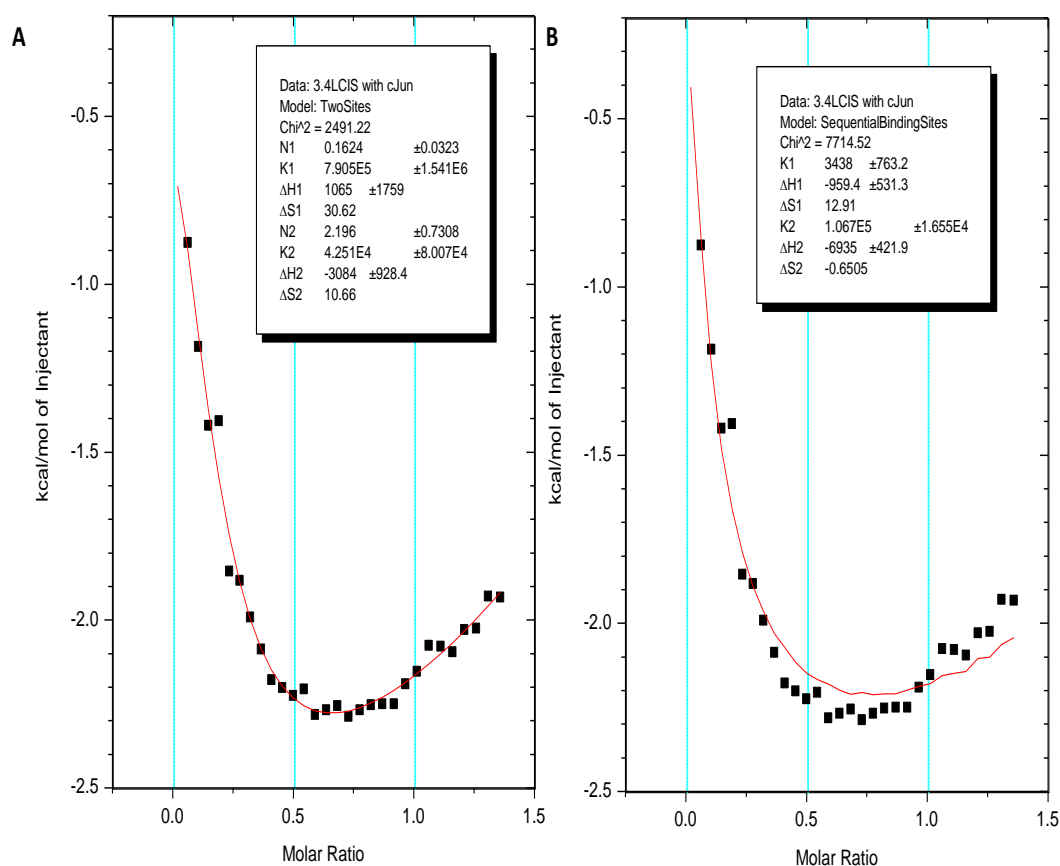 A
Data: 3.4LCIS with cJun
Model: TwoSites
Chi^2 = 2491.22
N1 0.1624 ±0.0323
K1 7.905E5 ±1.541E6
ΔH1 1065 ±1759
ΔS1 30.62
N2 2.196 ±0.7308
K2 4.251E4 ±8.007E4
ΔH2 -3084 ±928.4
ΔS2 10.66
-0.5
-1.0
-1.5
-2.0
-2.5
kcal/mol of Injectant
0.0 0.5 1.0 1.5
Molar Ratio
B
Data: 3.4LCIS with cJun
Model: SequentialBindingSites
Chi^2 = 7714.52
K1 3438 ±763.2
ΔH1 -959.4 ±531.3
ΔS1 12.91
K2 1.067E5 ±1.655E4
ΔH2 -6935 ±421.9
ΔS2 -0.6505
-0.5
-1.0
-1.5
-2.0
-2.5
kcal/mol of Injectant
0.0 0.5 1.0 1.5
Molar Ratio